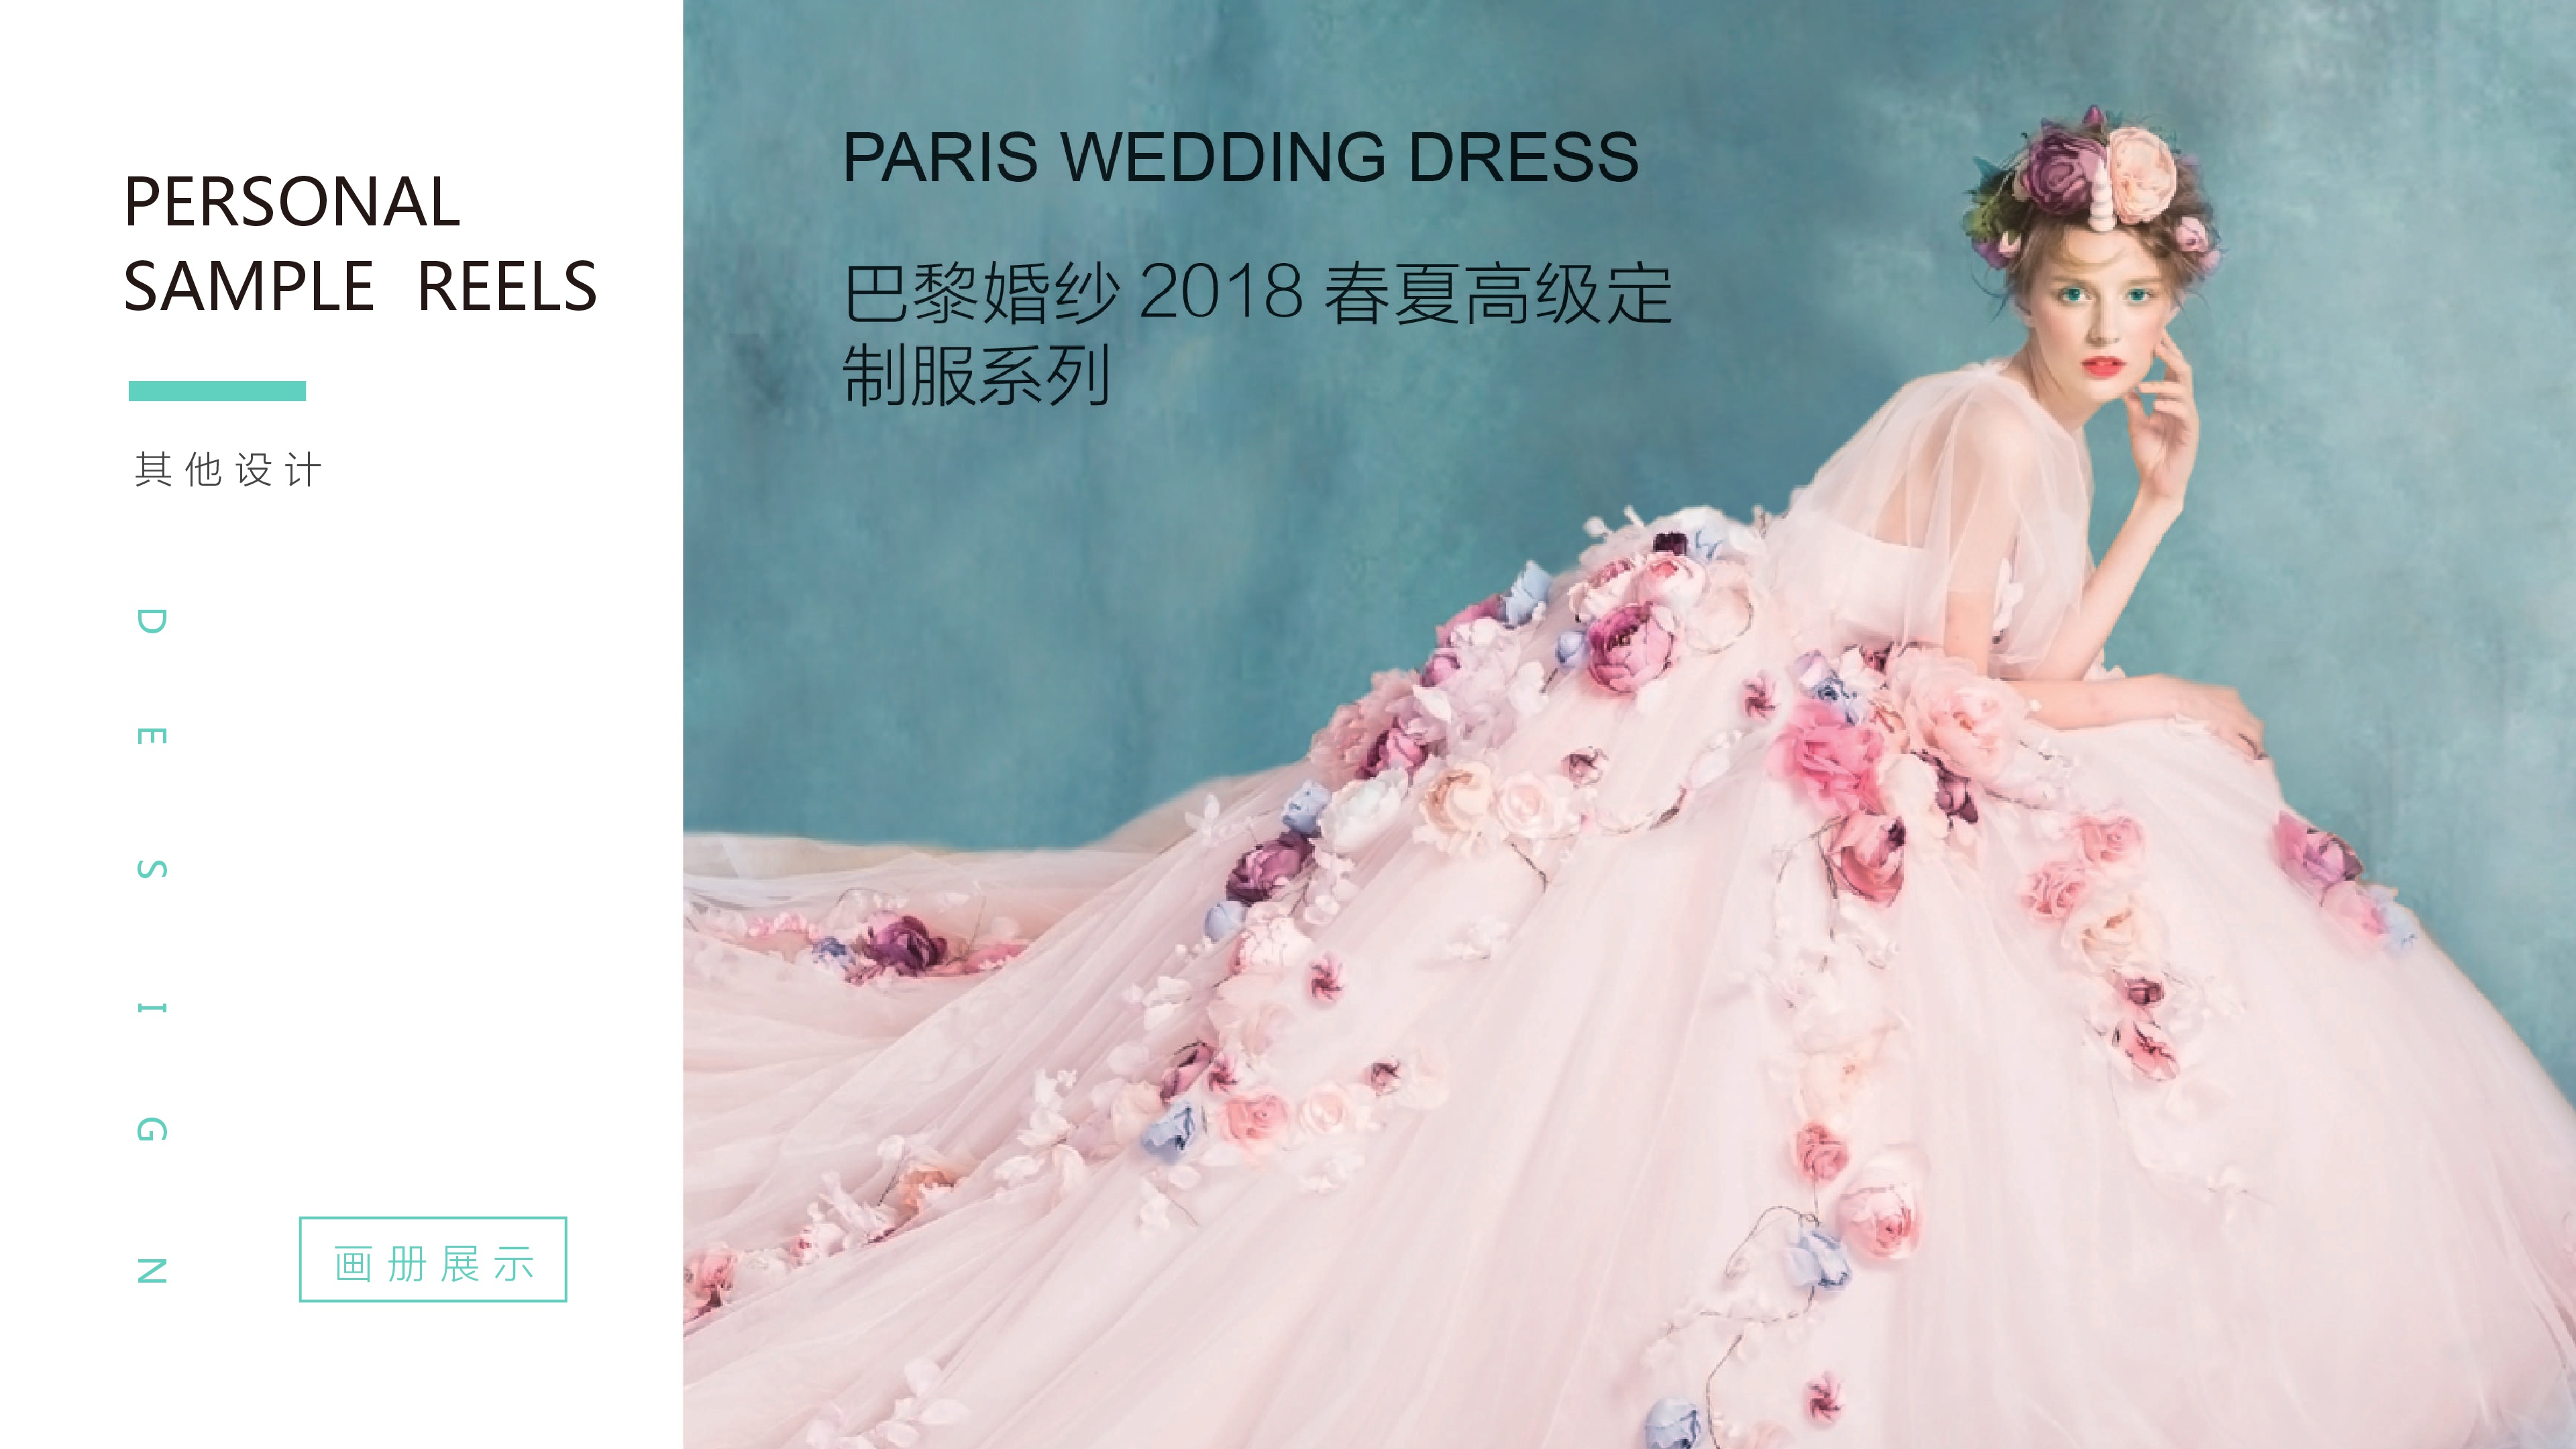 PERSONAL
SAMPLE REELS
其他设计
DESIGN
画册展示
PARIS WEDDING DRESS
巴黎婚纱 2018 春夏高级定
制服系列